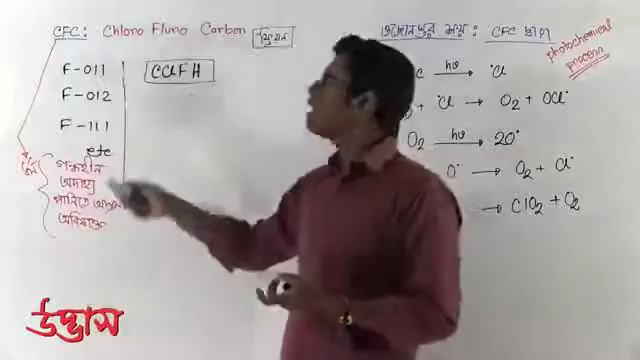 CFC: Chloro Fluro Carbon ফ্রিয়ন
F-011
F-012
F-111
etc
গন্ধহীন
অদাহ্য
পানিতে
অবিষাক্ত
CClFH
ওজোনস্তর ক্ষয়: CFC দ্বারা
photochemical
process
hυ → ·Cl
+ ·Cl → O₂ + OCl·
O₂ hυ → 2O·
O· → O₂ + Cl·
→ ClO₂ + O₂
উদ্ভাস